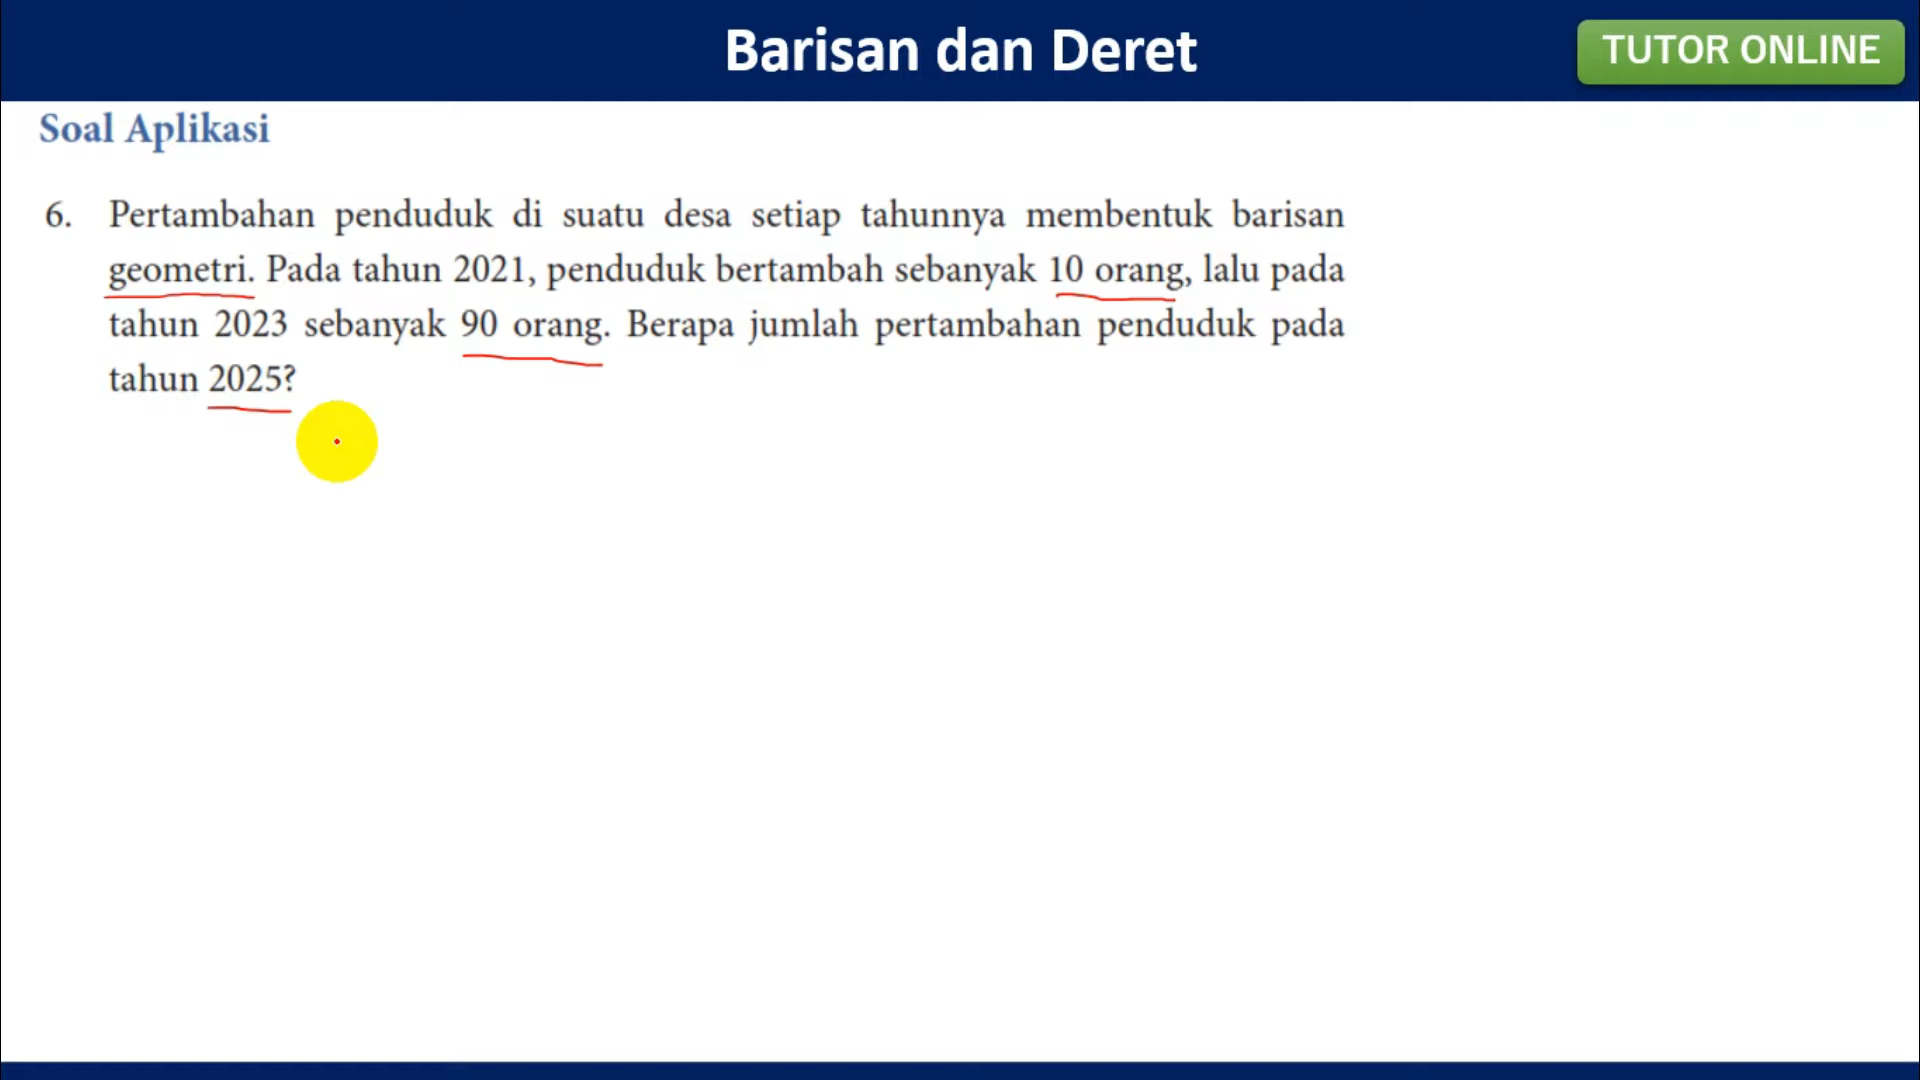 Barisan dan Deret
TUTOR ONLINE
Soal Aplikasi
6. Pertambahan penduduk di suatu desa setiap tahunnya membentuk barisan
geometri. Pada tahun 2021, penduduk bertambah sebanyak 10 orang, lalu pada
tahun 2023 sebanyak 90 orang. Berapa jumlah pertambahan penduduk pada
tahun 2025?